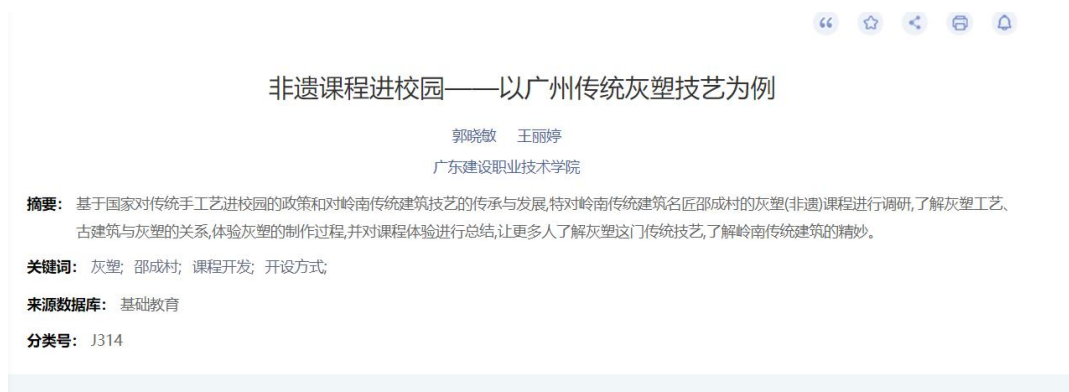 非遗课程进校园——以广州传统灰塑技艺为例
郭晓敏 王丽婷
广东建设职业技术学院
摘要： 基于国家对传统手工艺进校园的政策和对岭南传统建筑技艺的传承与发展,特对岭南传统建筑名匠邵成村的灰塑(非遗)课程进行调研,了解灰塑工艺、
古建筑与灰塑的关系,体验灰塑的制作过程,并对课程体验进行总结,让更多人了解灰塑这门传统技艺,了解岭南传统建筑的精妙。
关键词： 灰塑; 邵成村; 课程开发; 开设方式;
来源数据库： 基础教育
分类号： J314